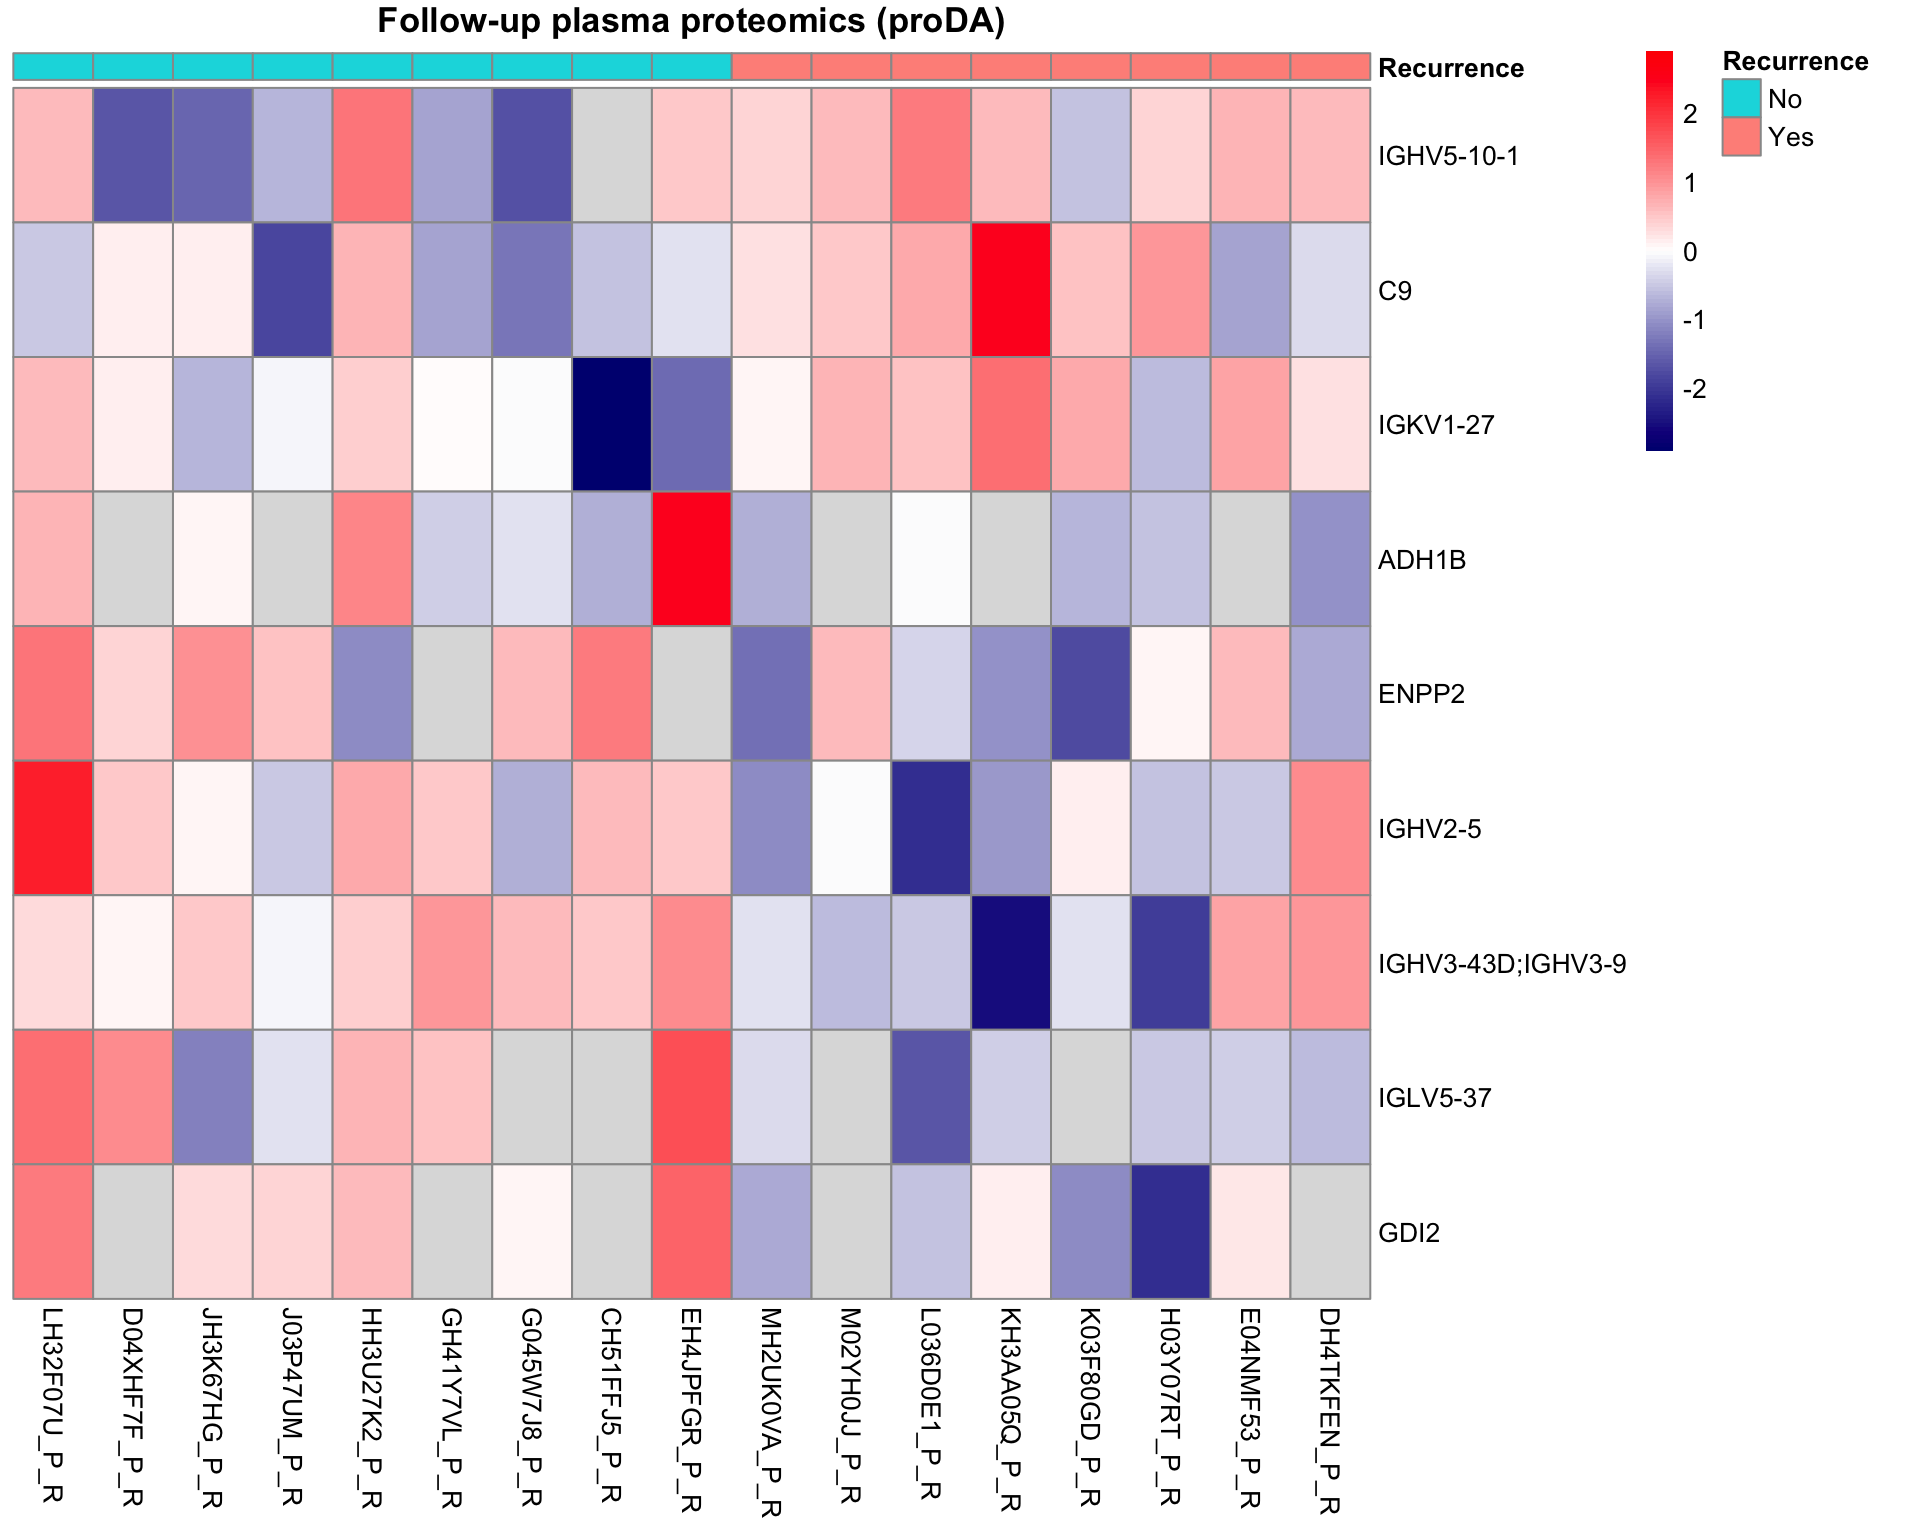 Follow-up plasma proteomics (proDA)
Recurrence
IGHV5-10-1
C9
IGKV1-27
ADH1B
ENPP2
IGHV2-5
IGHV3-43D;IGHV3-9
IGLV5-37
GDI2
LH32F07U_P_R
D04XHF7F_P_R
JH3K67HG_P_R
J03P47UM_P_R
HH3U27K2_P_R
GH41Y7VL_P_R
G045W7J8_P_R
CH51FFJ5_P_R
EH4JPFGR_P_R
MH2UK0VA_P_R
M02YH0JJ_P_R
L036D0E1_P_R
KH3AA05Q_P_R
K03F80GD_P_R
H03Y07RT_P_R
E04NMF53_P_R
DH4TKFEN_P_R
2
1
0
-1
-2
Recurrence
No
Yes